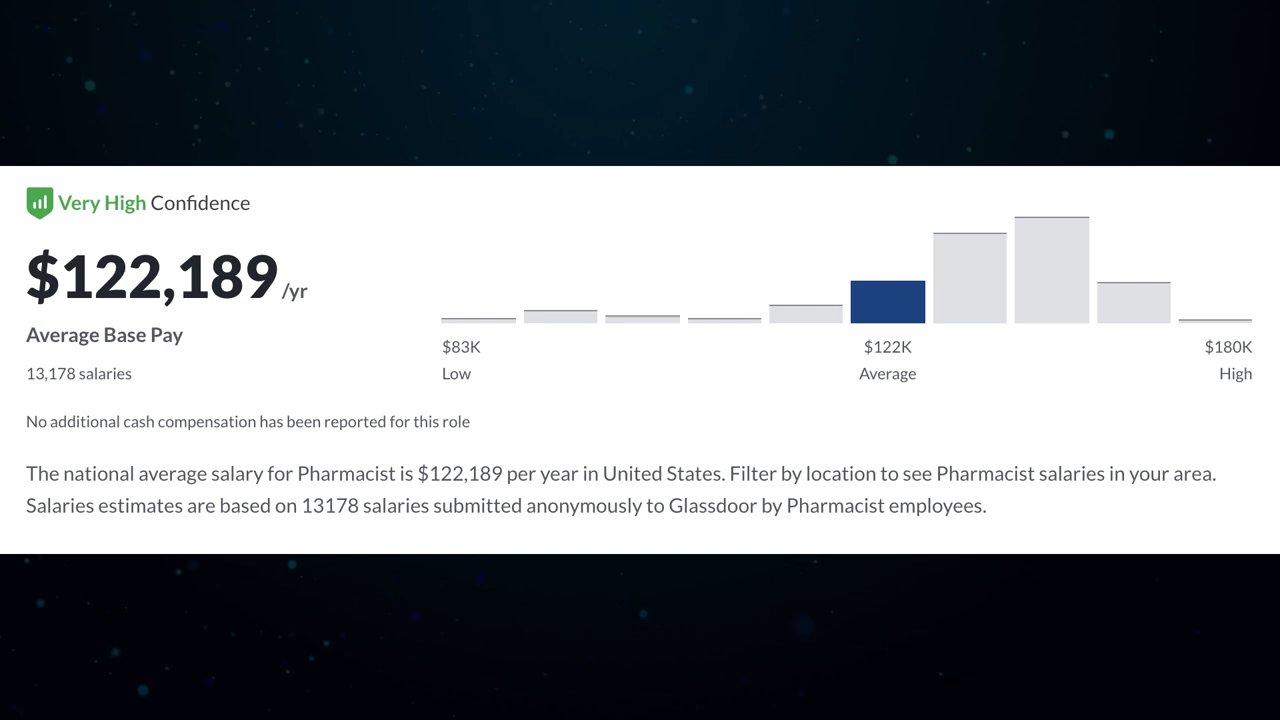 Very High Confidence
$122,189 /yr
Average Base Pay
13,178 salaries
$83K
Low
$122K
Average
$180K
High
No additional cash compensation has been reported for this role
The national average salary for Pharmacist is $122,189 per year in United States. Filter by location to see Pharmacist salaries in your area.
Salaries estimates are based on 13178 salaries submitted anonymously to Glassdoor by Pharmacist employees.